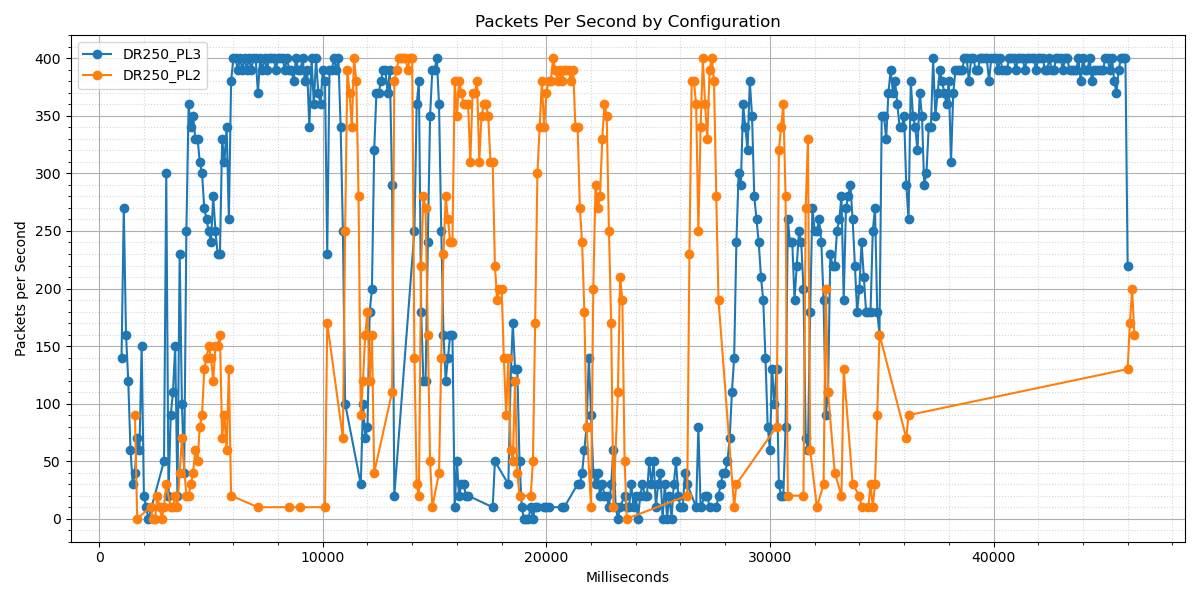 Packets Per Second by Configuration
DR250_PL3
DR250_PL2
Packets per Second
400
350
300
250
200
150
100
50
0
0 10000 20000 30000 40000
Milliseconds